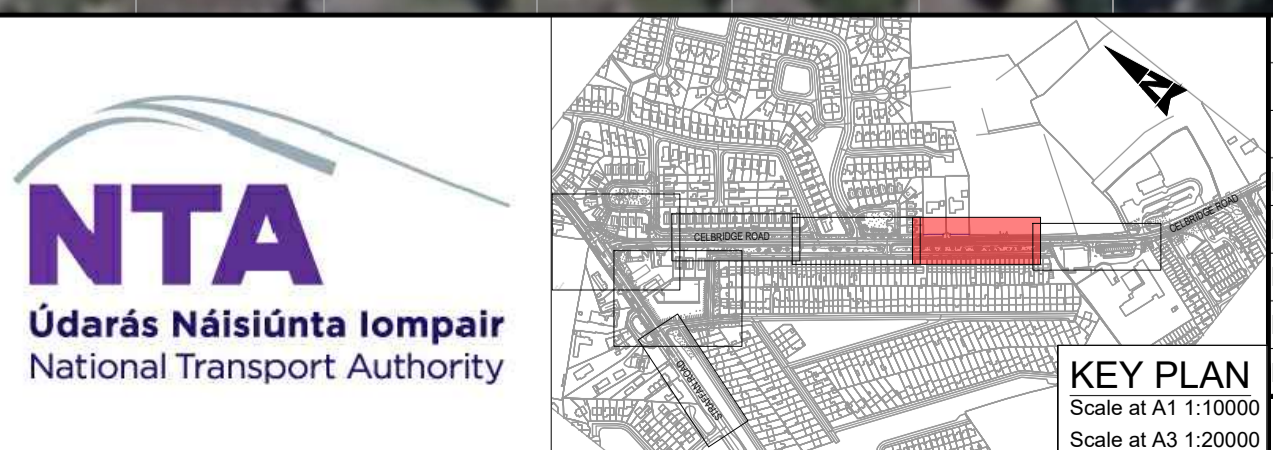 NTA
Údarás Náisiúnta Iompair
National Transport Authority
N
CELBRIDGE ROAD
CELBRIDGE ROAD
STRAFFAN ROAD
KEY PLAN
Scale at A1 1:10000
Scale at A3 1:20000